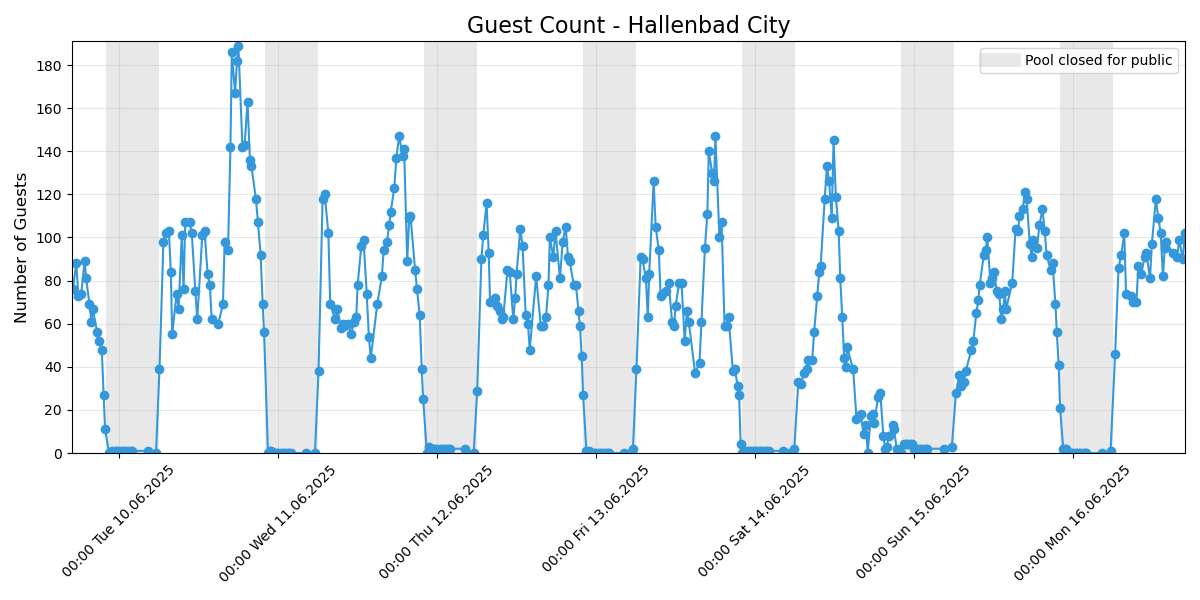 Guest Count - Hallenbad City
Pool closed for public
Number of Guests
180
160
140
120
100
80
60
40
20
0
00:00 Tue 10.06.2025
00:00 Wed 11.06.2025
00:00 Thu 12.06.2025
00:00 Fri 13.06.2025
00:00 Sat 14.06.2025
00:00 Sun 15.06.2025
00:00 Mon 16.06.2025